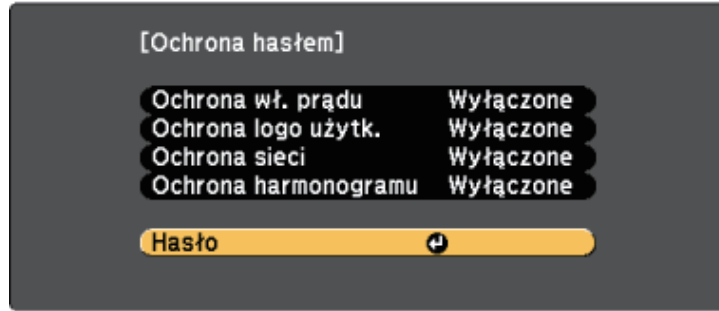 [Ochrona hasłem]
Ochrona wł. prądu Wyłączone
Ochrona logo użytk. Wyłączone
Ochrona sieci Wyłączone
Ochrona harmonogramu Wyłączone
Hasło